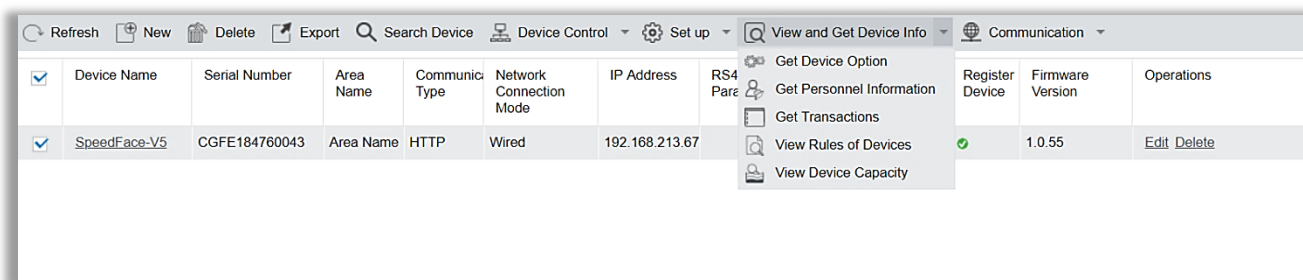 Refresh New Delete Export Search Device Device Control Set up View and Get Device Info Communication
Device Name Serial Number Area Name Communica Type Network Connection Mode IP Address RS4 Para Register Device Firmware Version Operations
Get Device Option
Get Personnel Information
Get Transactions
View Rules of Devices
View Device Capacity
SpeedFace-V5 CGFE184760043 Area Name HTTP Wired 192.168.213.67 1.0.55 Edit Delete